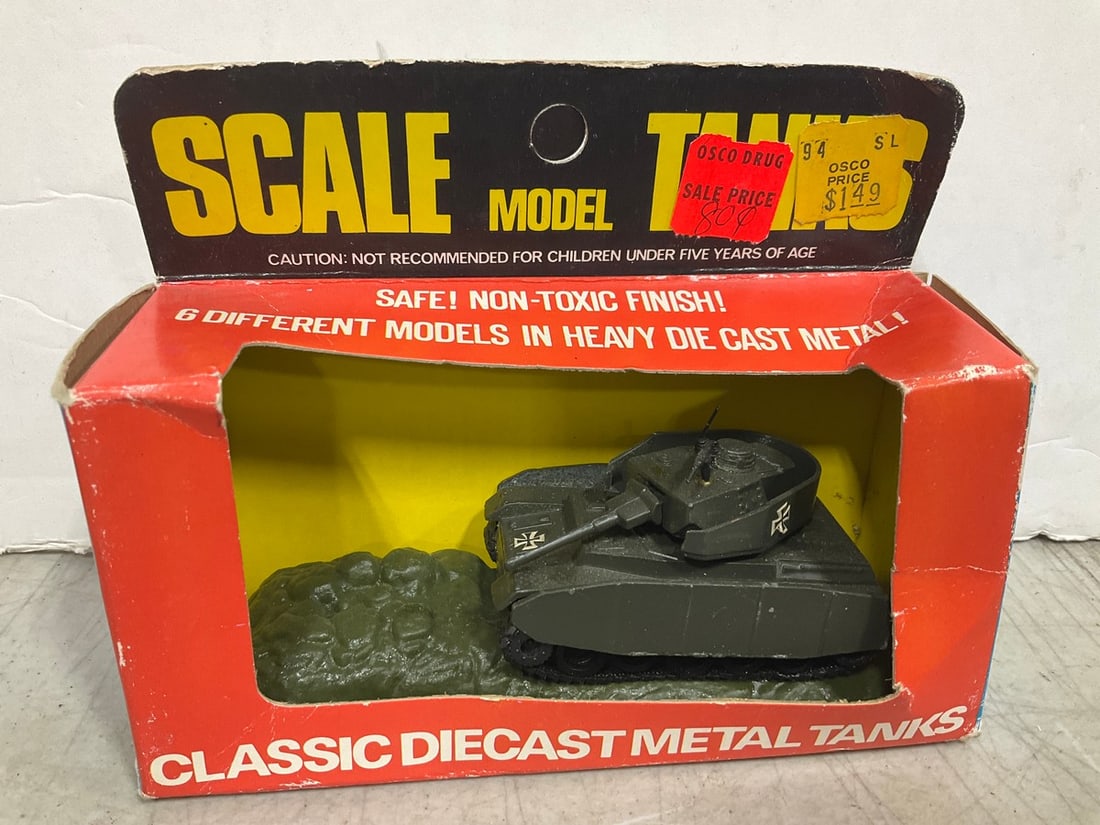 SCALE MODEL TANKS
OSCO DRUG
SALE PRICE
80¢
94 SL
OSCO
PRICE
$1.49
CAUTION: NOT RECOMMENDED FOR CHILDREN UNDER FIVE YEARS OF AGE
SAFE! NON-TOXIC FINISH!
6 DIFFERENT MODELS IN HEAVY DIE CAST METAL!
CLASSIC DIECAST METAL TANKS